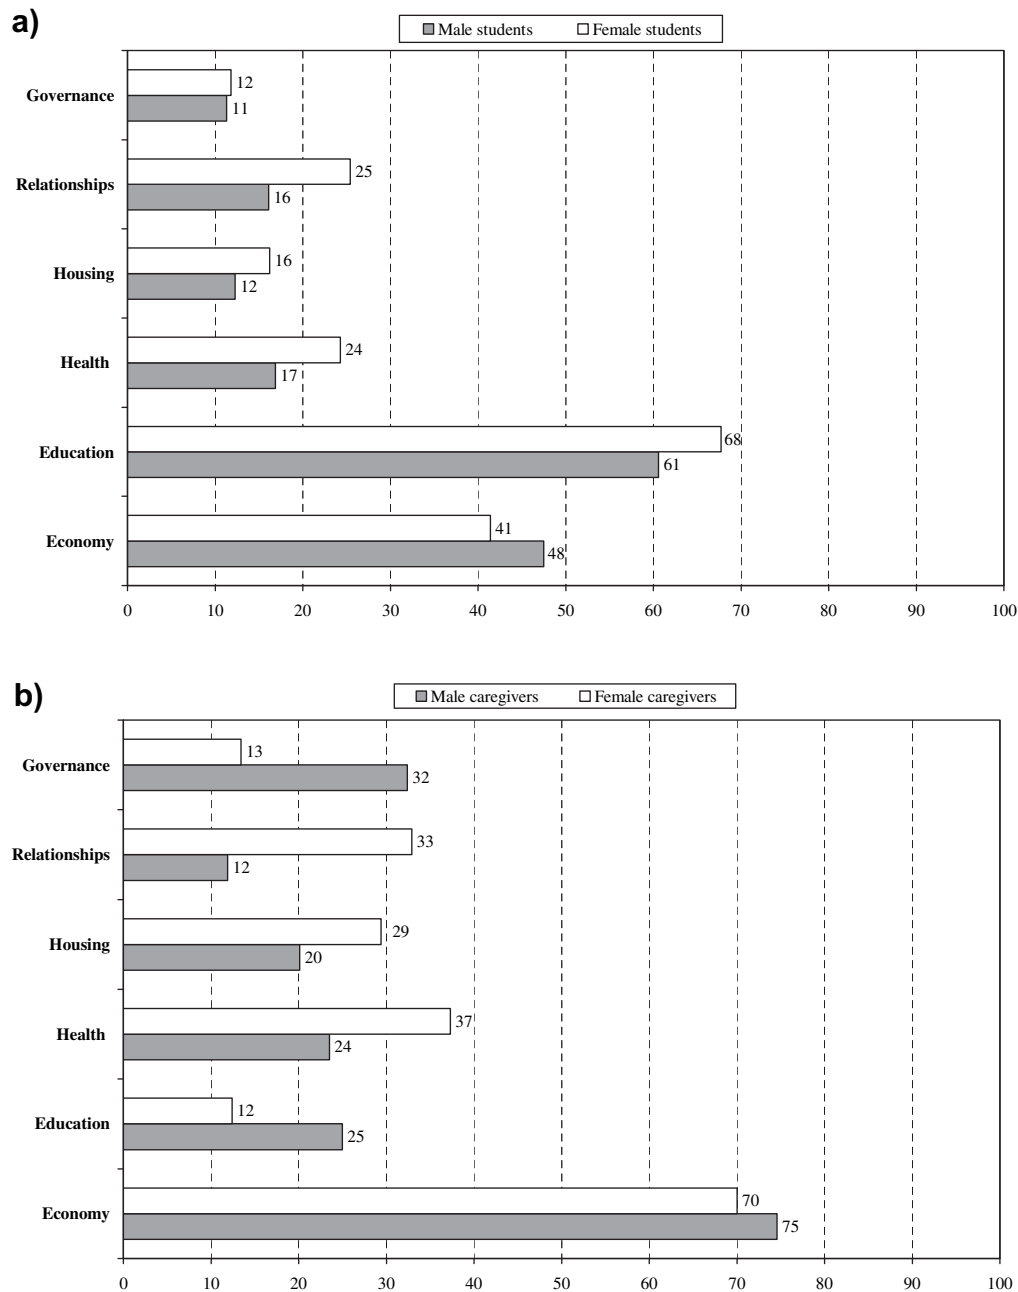 a)
Male students Female students
Governance 12
11
Relationships 25
16
Housing 16
12
Health 24
17
Education 68
61
Economy 41
48
0 10 20 30 40 50 60 70 80 90 100
b)
Male caregivers Female caregivers
Governance 13
32
Relationships 33
12
Housing 29
20
Health 37
24
Education 12
25
Economy 70
75
0 10 20 30 40 50 60 70 80 90 100